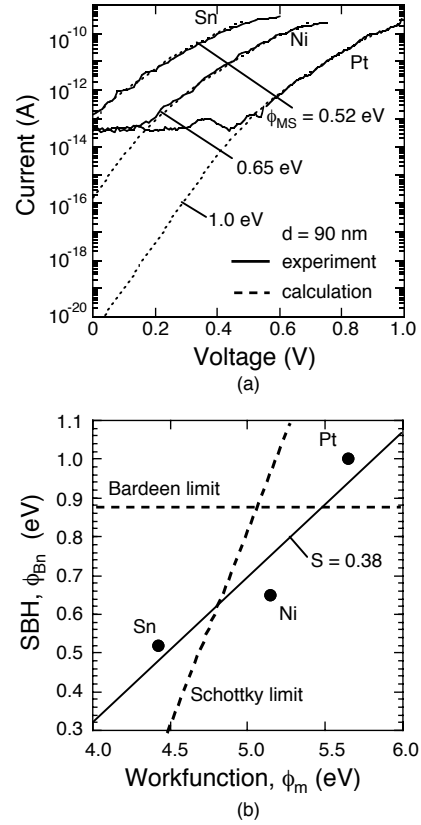 Sn
Ni
Pt
ϕMS = 0.52 eV
0.65 eV
1.0 eV
d = 90 nm
experiment
calculation
10-10
10-12
10-14
10-16
10-18
10-20
Current (A)
0
0.2
0.4
0.6
0.8
1.0
Voltage (V)
(a)
1.1
1.0
0.9
0.8
0.7
0.6
0.5
0.4
0.3
SBH, ϕBn (eV)
Pt
Bardeen limit
S = 0.38
Sn
Ni
Schottky limit
4.0
4.5
5.0
5.5
6.0
Workfunction, ϕm (eV)
(b)